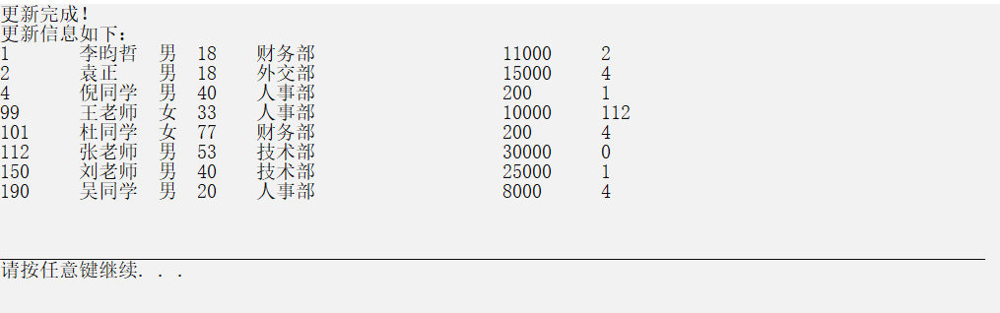 更新完成!
更新信息如下:
1 李昀哲 男 18 财务部 11000 2
2 袁正 男 18 外交部 15000 4
4 倪同学 男 40 人事部 200 1
99 王老师 女 33 人事部 10000 112
101 杜同学 女 77 财务部 200 4
112 张老师 男 53 技术部 30000 0
150 刘老师 男 40 技术部 25000 1
190 吴同学 男 20 人事部 8000 4
请按任意键继续. . .